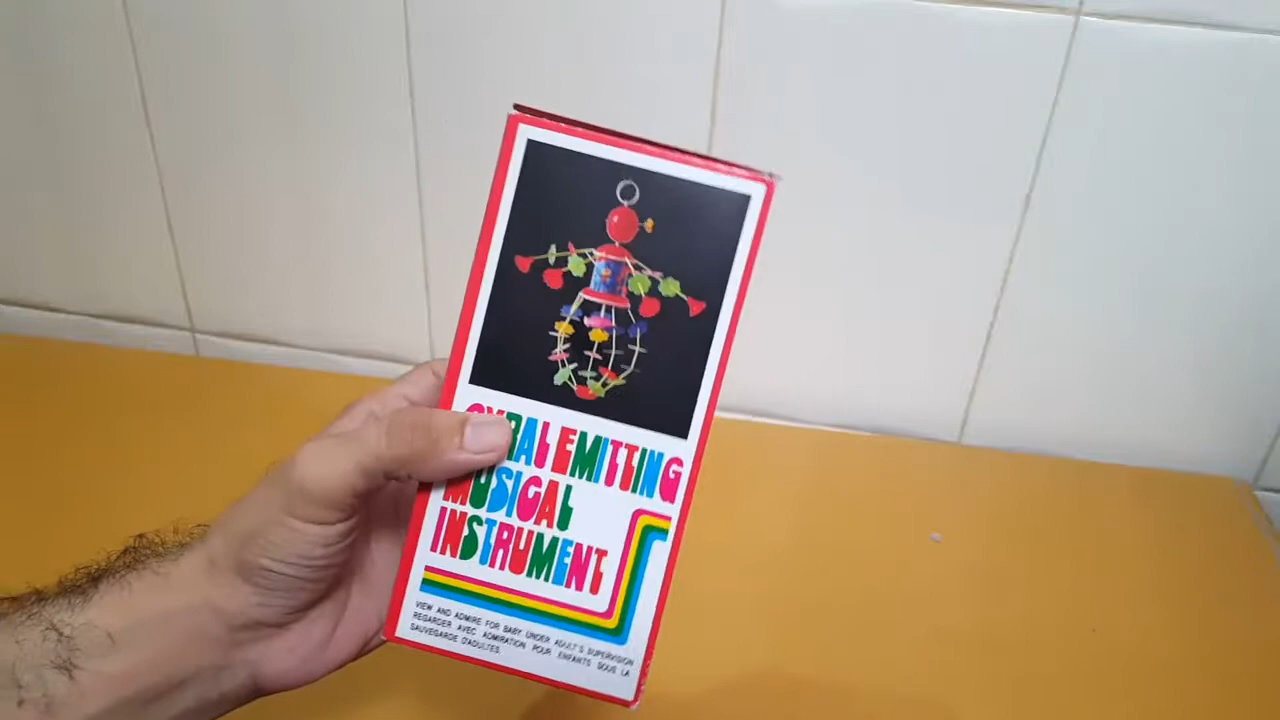 EMITTING
MUSICAL
INSTRUMENT
VIEW AND ADMIRE FOR BABY UNDER ADULT'S SUPERVISION
REGARDER AVEC ADMIRATION POUR ENFANTS SOUS LA
SAUVEGARDE D'ADULTES.